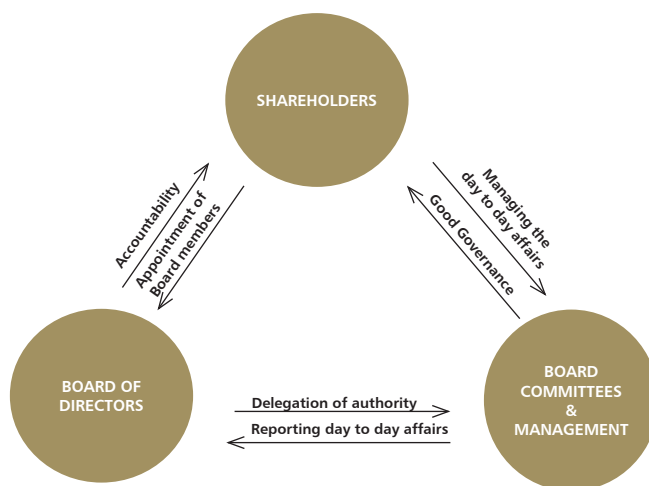 SHAREHOLDERS
Accountability
Appointment of
Board members
Managing the
day to day affairs
Good Governance
BOARD OF
DIRECTORS
Delegation of authority
Reporting day to day affairs
BOARD
COMMITTEES
&
MANAGEMENT